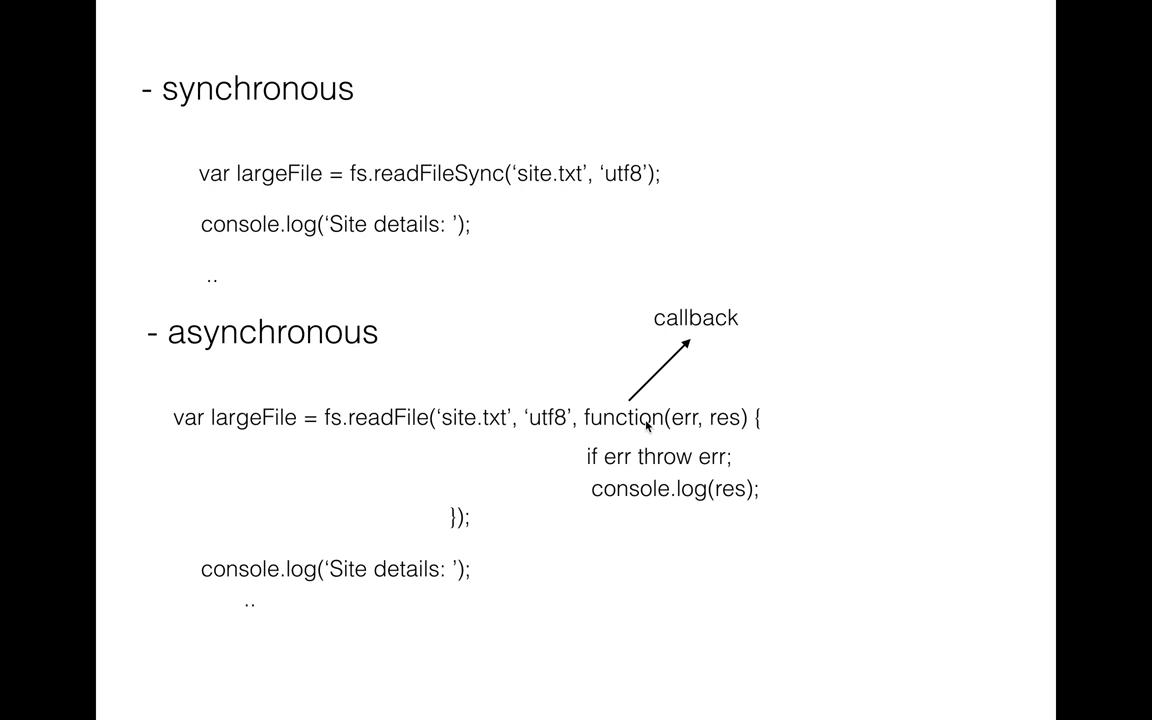 - synchronous
var largeFile = fs.readFileSync(‘site.txt’, ‘utf8’);
console.log(‘Site details: ’);
..
- asynchronous
callback
var largeFile = fs.readFile(‘site.txt’, ‘utf8’, function(err, res) {
if err throw err;
console.log(res);
});
console.log(‘Site details: ’);
..